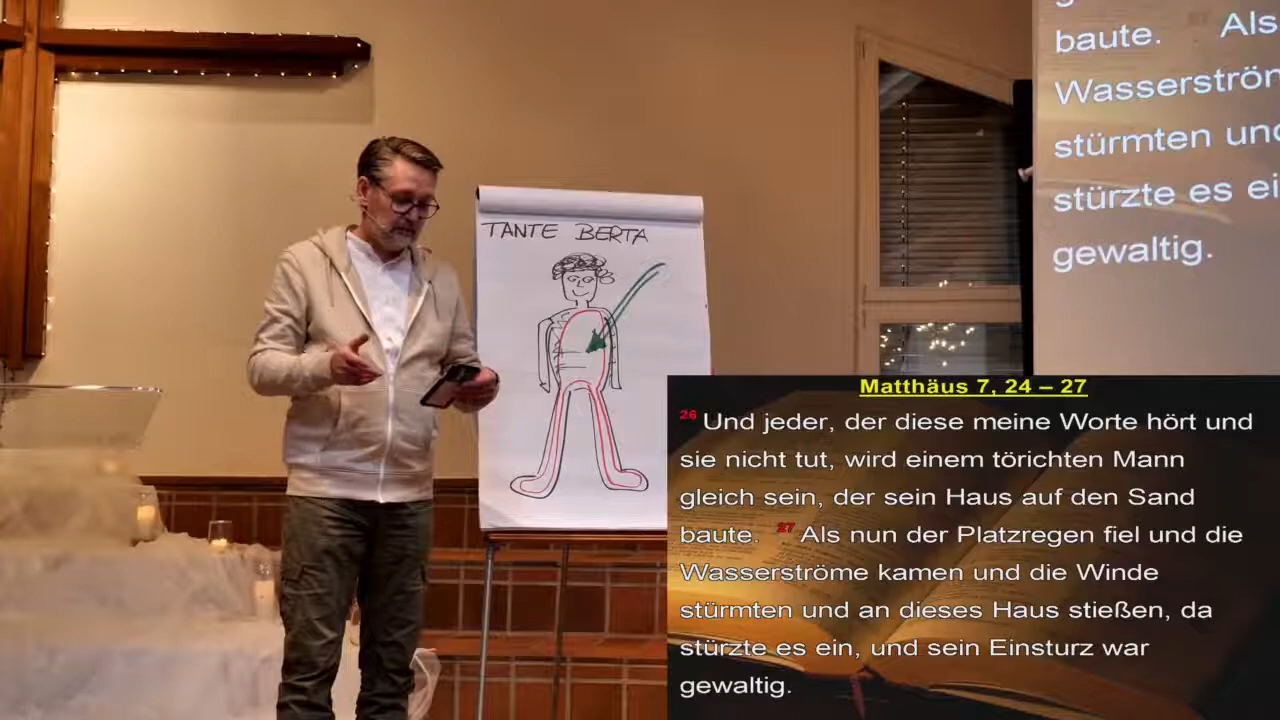 TANTE BERTA
baute. 27 Als
stürmten und
stürzte es ei
gewaltig.
Matthäus 7, 24 – 27
26 Und jeder, der diese meine Worte hört und
sie nicht tut, wird einem törichten Mann
gleich sein, der sein Haus auf den Sand
baute. 27 Als nun der Platzregen fiel und die
Wasserströme kamen und die Winde
stürmten und an dieses Haus stießen, da
stürzte es ein, und sein Einsturz war
gewaltig.